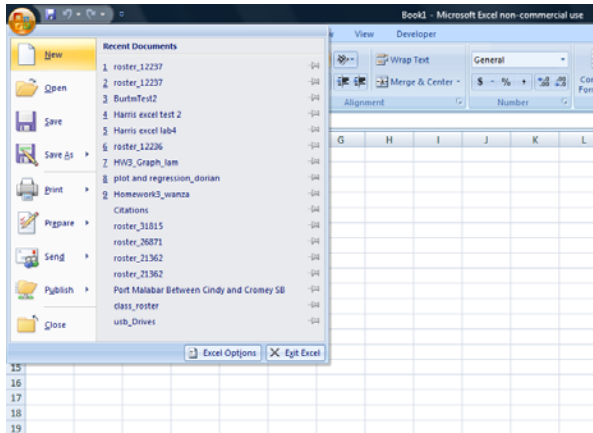 Book1 - Microsoft Excel non-commercial use
View Developer
New
Open
Save
Save As
Print
Prepare
Send
Publish
Close
Recent Documents
1 roster_12237
2 roster_12237
3 BurtmTest2
4 Harris excel test 2
5 Harris excel lab4
6 roster_12236
7 HW3_Graph_lam
8 plot and regression_dorian
9 Homework3_wanza
Citations
roster_31815
roster_26871
roster_21362
roster_21362
Port Malabar Between Cindy and Cromey SB
class_roster
usb_Drives
Excel Options Exit Excel
Wrap Text General
Merge & Center $ % ,
Alignment Number
G H I J K L
15
16
17
18
19